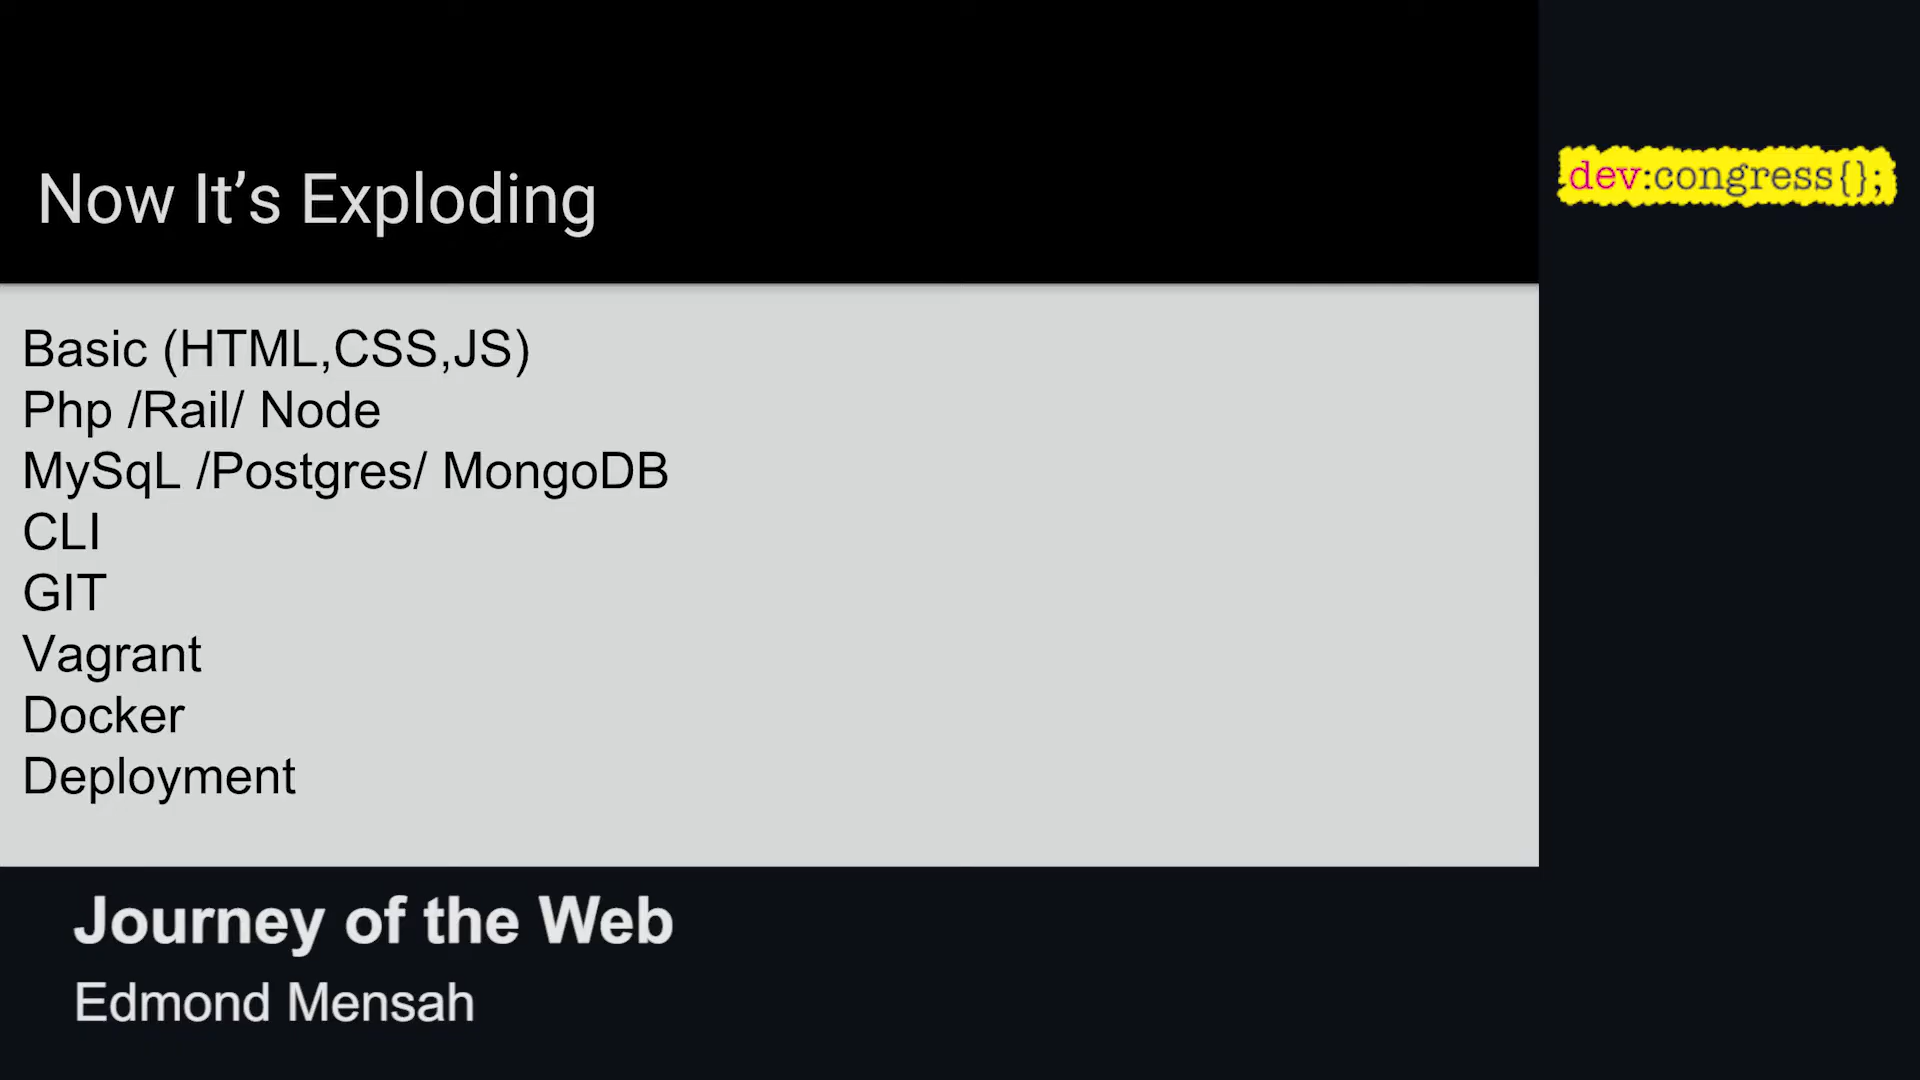 Now It’s Exploding
dev:congress{};
Basic (HTML,CSS,JS)
Php /Rail/ Node
MySqL /Postgres/ MongoDB
CLI
GIT
Vagrant
Docker
Deployment
Journey of the Web
Edmond Mensah